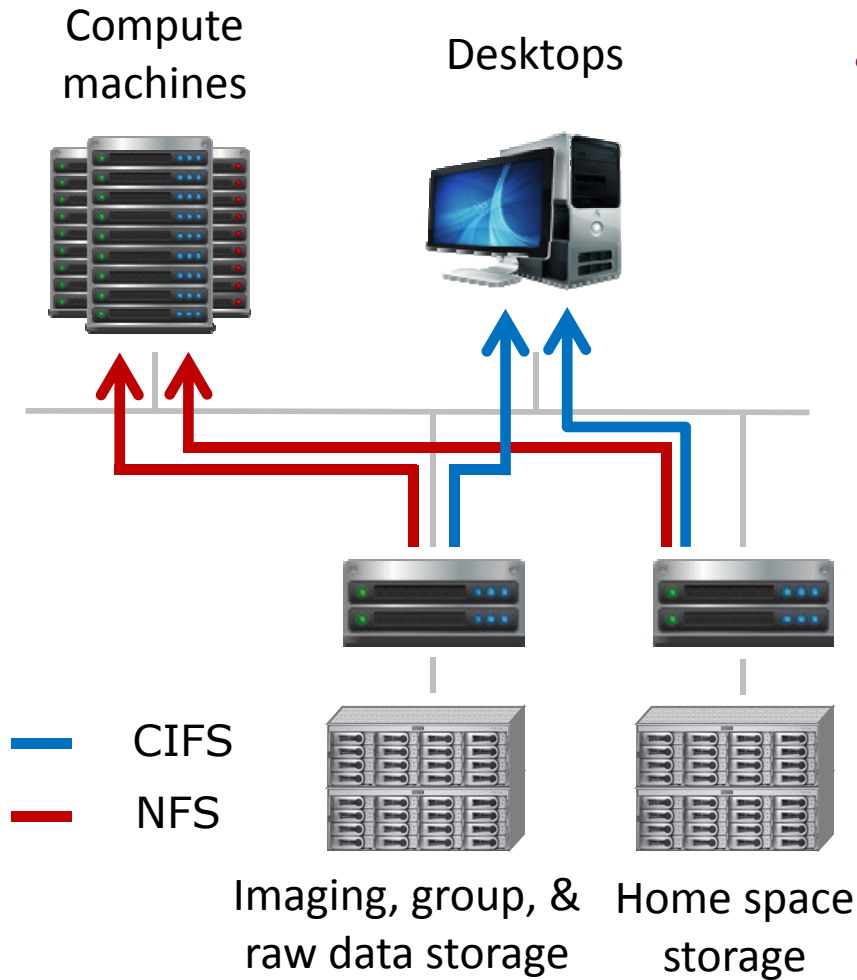 Compute
machines
Desktops
CIFS
NFS
Imaging, group, &
raw data storage
Home space
storage